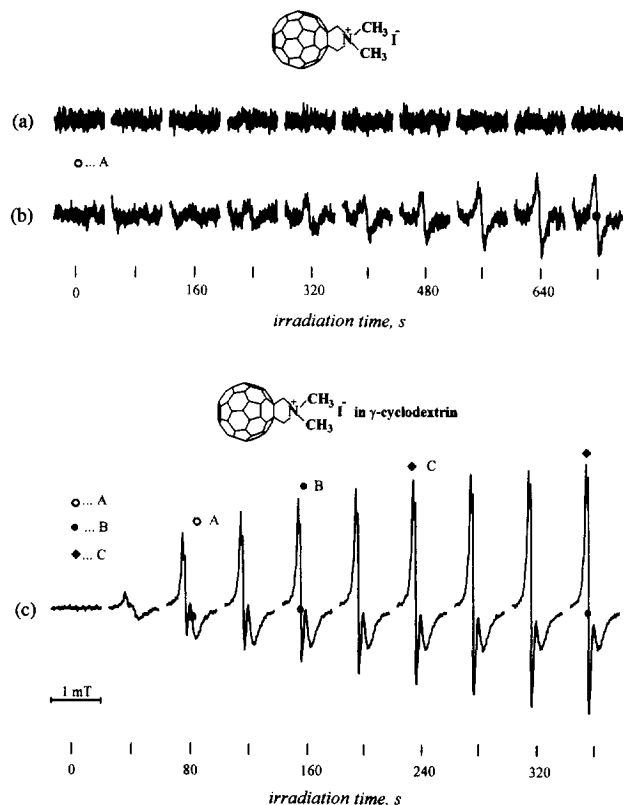 N+ CH3 I-
CH3
(a)
○ ... A
(b)
0 160 320 480 640
irradiation time, s
N+ CH3 I- in γ-cyclodextrin
CH3
◆ C
● B
◆
○ ... A
○ A
● ... B
◆ ... C
(c)
1 mT
0 80 160 240 320
irradiation time, s